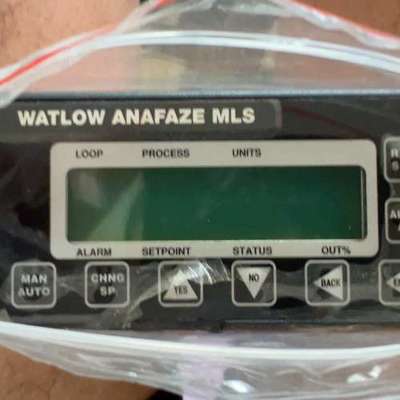 WATLOW ANAFAZE MLS
LOOP PROCESS UNITS
ALARM SETPOINT STATUS OUT%
MAN AUTO
CHNG SP
YES
NO
BACK